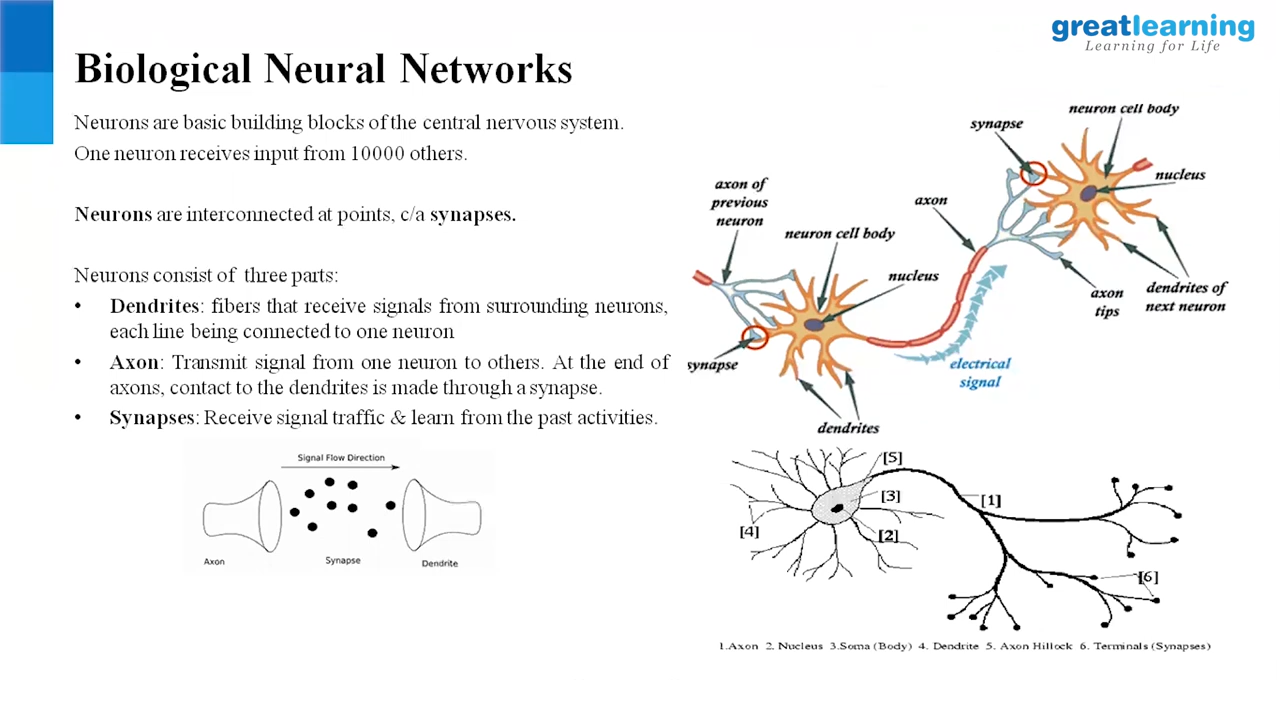 greatlearning
Learning for Life
Biological Neural Networks
Neurons are basic building blocks of the central nervous system.
One neuron receives input from 10000 others.
Neurons are interconnected at points, c/a synapses.
Neurons consist of three parts:
• Dendrites: fibers that receive signals from surrounding neurons,
each line being connected to one neuron
• Axon: Transmit signal from one neuron to others. At the end of
axons, contact to the dendrites is made through a synapse.
• Synapses: Receive signal traffic & learn from the past activities.
Signal Flow Direction
Axon
Synapse
Dendrite
neuron cell body
synapse
nucleus
axon of
previous
neuron
axon
neuron cell body
nucleus
axon
tips
dendrites of
next neuron
synapse
electrical
signal
dendrites
[5]
[3]
[1]
[4]
[2]
[6]
1.Axon 2. Nucleus 3.Soma (Body) 4. Dendrite 5. Axon Hillock 6. Terminals (Synapses)